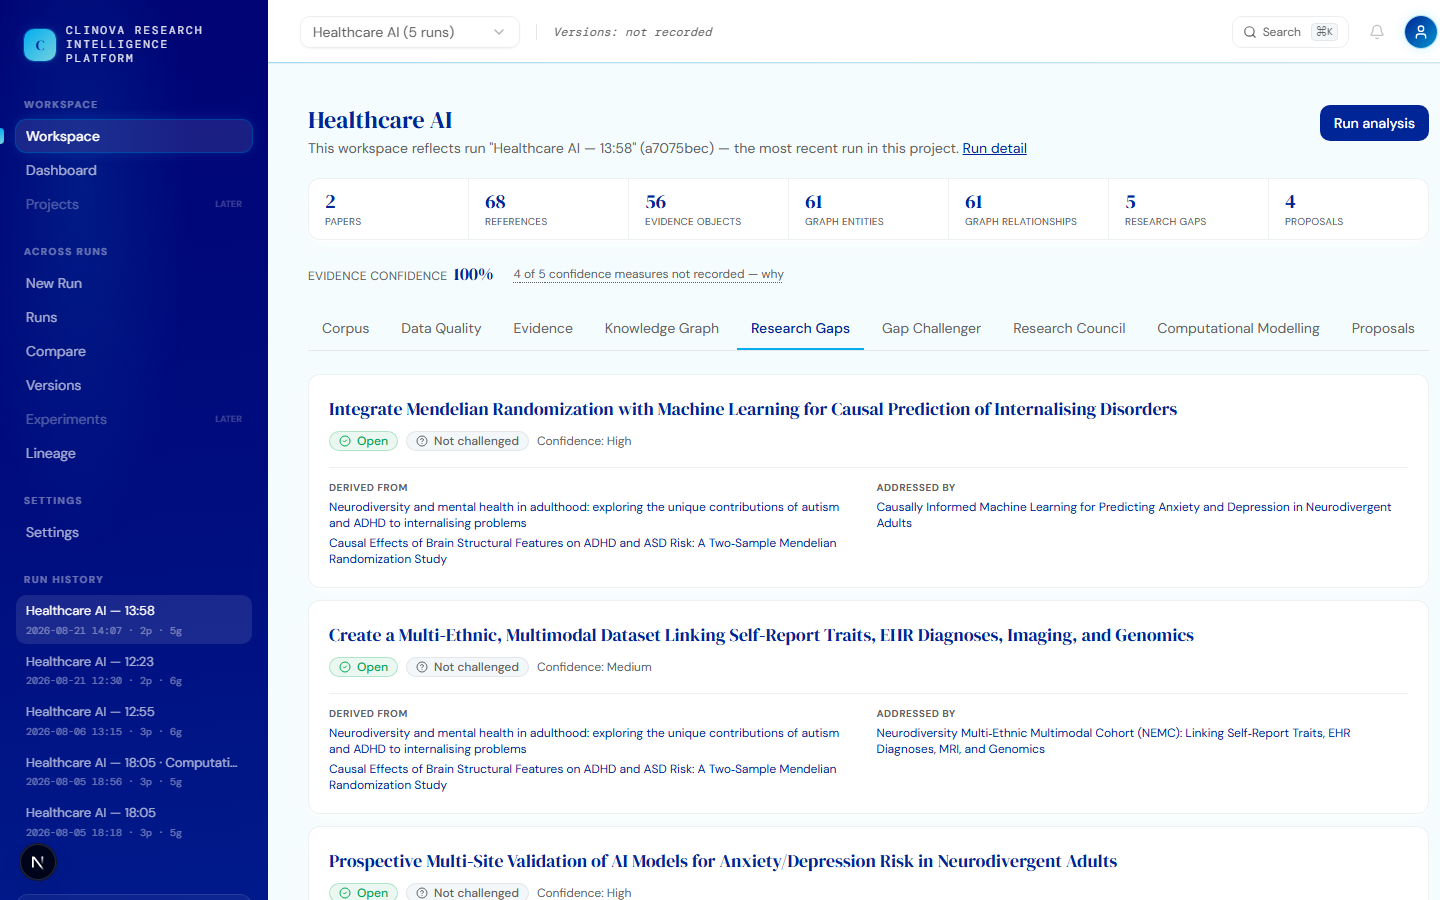 CLINOVA RESEARCH
INTELLIGENCE
PLATFORM
C
WORKSPACE
Workspace
Dashboard
Projects LATER
ACROSS RUNS
New Run
Runs
Compare
Versions
Experiments LATER
Lineage
SETTINGS
Settings
RUN HISTORY
Healthcare AI — 13:58
2026-08-21 14:07 · 2p · 5g
Healthcare AI — 12:23
2026-08-21 12:30 · 2p · 6g
Healthcare AI — 12:55
2026-08-06 13:15 · 3p · 6g
Healthcare AI — 18:05 · Computati...
2026-08-05 18:56 · 3p · 5g
Healthcare AI — 18:05
2026-08-05 18:18 · 3p · 5g
N
Healthcare AI (5 runs)
Versions: not recorded
Search ⌘K
Healthcare AI
This workspace reflects run "Healthcare AI — 13:58" (a7075bec) — the most recent run in this project. Run detail
Run analysis
2
PAPERS
68
REFERENCES
56
EVIDENCE OBJECTS
61
GRAPH ENTITIES
61
GRAPH RELATIONSHIPS
5
RESEARCH GAPS
4
PROPOSALS
EVIDENCE CONFIDENCE 100% 4 of 5 confidence measures not recorded — why
Corpus Data Quality Evidence Knowledge Graph Research Gaps Gap Challenger Research Council Computational Modelling Proposals
Integrate Mendelian Randomization with Machine Learning for Causal Prediction of Internalising Disorders
Open Not challenged Confidence: High
DERIVED FROM
Neurodiversity and mental health in adulthood: exploring the unique contributions of autism
and ADHD to internalising problems
Causal Effects of Brain Structural Features on ADHD and ASD Risk: A Two-Sample Mendelian
Randomization Study
ADDRESSED BY
Causally Informed Machine Learning for Predicting Anxiety and Depression in Neurodivergent
Adults
Create a Multi-Ethnic, Multimodal Dataset Linking Self-Report Traits, EHR Diagnoses, Imaging, and Genomics
Open Not challenged Confidence: Medium
DERIVED FROM
Neurodiversity and mental health in adulthood: exploring the unique contributions of autism
and ADHD to internalising problems
Causal Effects of Brain Structural Features on ADHD and ASD Risk: A Two-Sample Mendelian
Randomization Study
ADDRESSED BY
Neurodiversity Multi-Ethnic Multimodal Cohort (NEMC): Linking Self-Report Traits, EHR
Diagnoses, MRI, and Genomics
Prospective Multi-Site Validation of AI Models for Anxiety/Depression Risk in Neurodivergent Adults
Open Not challenged Confidence: High